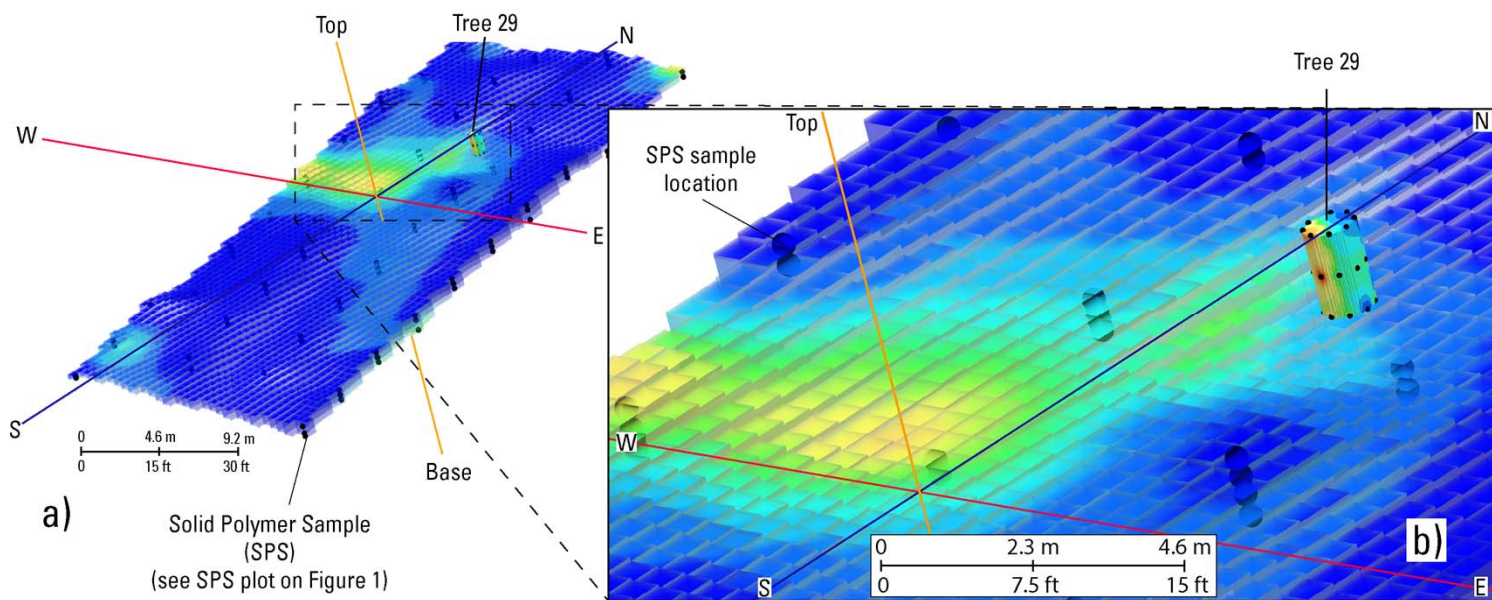 Top
Tree 29
N
W
E
S
0 4.6 m 9.2 m
0 15 ft 30 ft
Base
a)
Solid Polymer Sample
(SPS)
(see SPS plot on Figure 1)
Tree 29
Top
N
SPS sample
location
W
b)
0 2.3 m 4.6 m
0 7.5 ft 15 ft
S
E